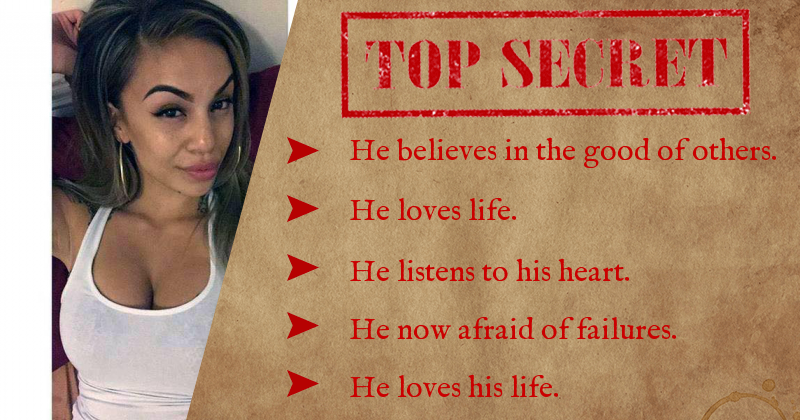 TOP SECRET
He believes in the good of others.
He loves life.
He listens to his heart.
He now afraid of failures.
He loves his life.